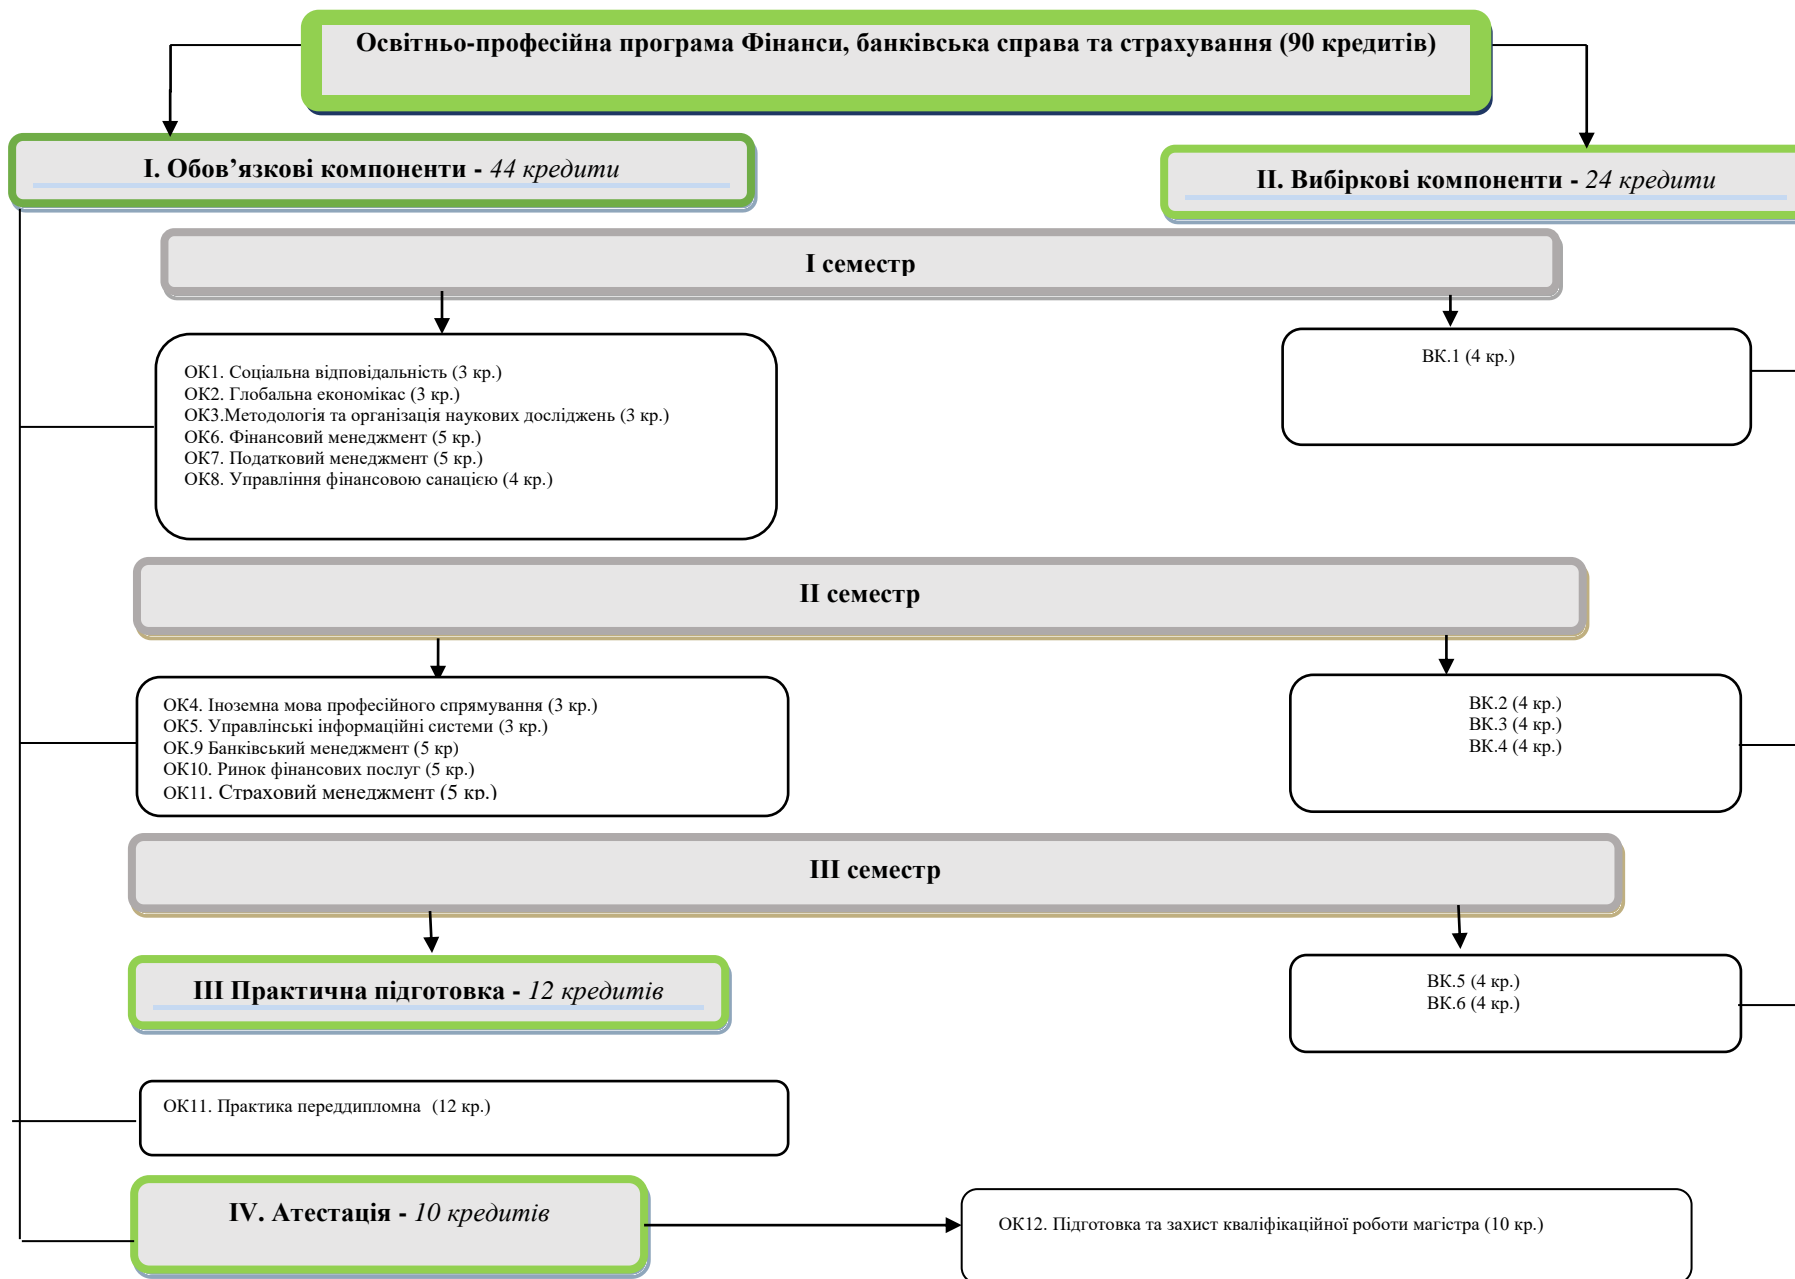 Освітньо-професійна програма Фінанси, банківська справа та страхування (90 кредитів)
І. Обов’язкові компоненти - 44 кредити
ІІ. Вибіркові компоненти - 24 кредити
І семестр
ОК1. Соціальна відповідальність (3 кр.)
ОК2. Глобальна економікас (3 кр.)
ОК3.Методологія та організація наукових досліджень (3 кр.)
ОК6. Фінансовий менеджмент (5 кр.)
ОК7. Податковий менеджмент (5 кр.)
ОК8. Управління фінансовою санацією (4 кр.)
ВК.1 (4 кр.)
ІІ семестр
ОК4. Іноземна мова професійного спрямування (3 кр.)
ОК5. Управлінські інформаційні системи (3 кр.)
ОК.9 Банківський менеджмент (5 кр)
ОК10. Ринок фінансових послуг (5 кр.)
ОК11. Страховий менеджмент (5 кр.)
ВК.2 (4 кр.)
ВК.3 (4 кр.)
ВК.4 (4 кр.)
ІІІ семестр
ІІІ Практична підготовка - 12 кредитів
ВК.5 (4 кр.)
ВК.6 (4 кр.)
ОК11. Практика переддипломна (12 кр.)
ІV. Атестація - 10 кредитів
ОК12. Підготовка та захист кваліфікаційної роботи магістра (10 кр.)